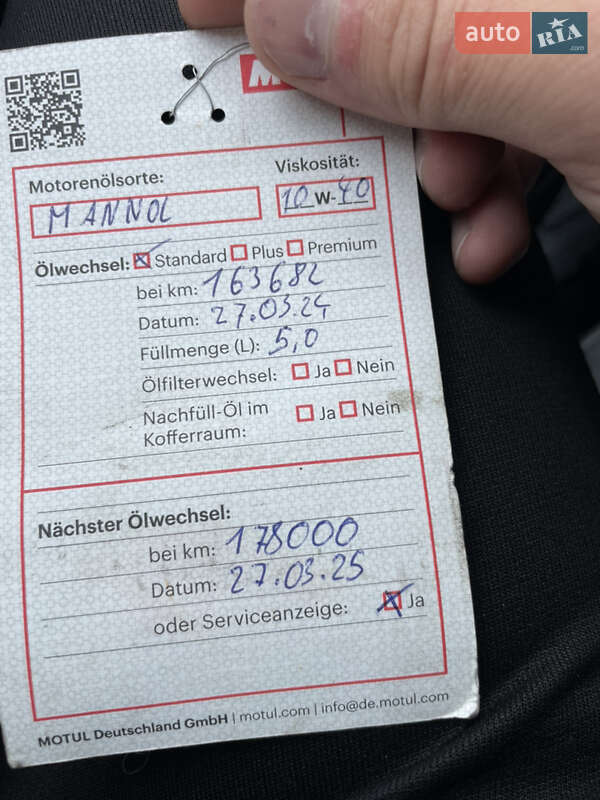 auto RIA .com
Motorenölsorte:
Viskosität:
MANNOL
10 W-40
Ölwechsel: Standard Plus Premium
bei km: 163682
Datum: 27.03.24
Füllmenge (L): 5,0
Ölfilterwechsel: Ja Nein
Nachfüll-Öl im
Kofferraum: Ja Nein
Nächster Ölwechsel:
bei km: 178000
Datum: 27.03.25
oder Serviceanzeige: Ja
MOTUL Deutschland GmbH | motul.com | info@de.motul.com